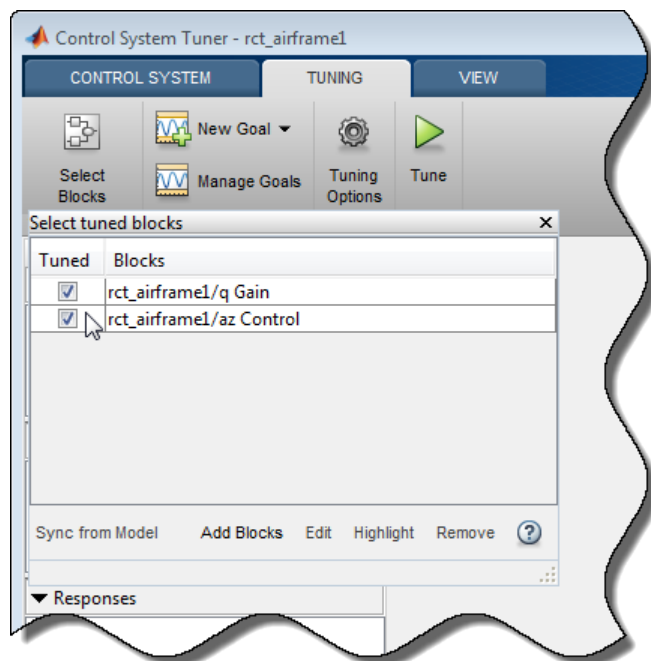 Control System Tuner - rct_airframe1
CONTROL SYSTEM TUNING VIEW
New Goal
Select Blocks
Manage Goals
Tuning Options
Tune
Select tuned blocks x
Tuned Blocks
rct_airframe1/q Gain
rct_airframe1/az Control
Sync from Model Add Blocks Edit Highlight Remove ?
Responses